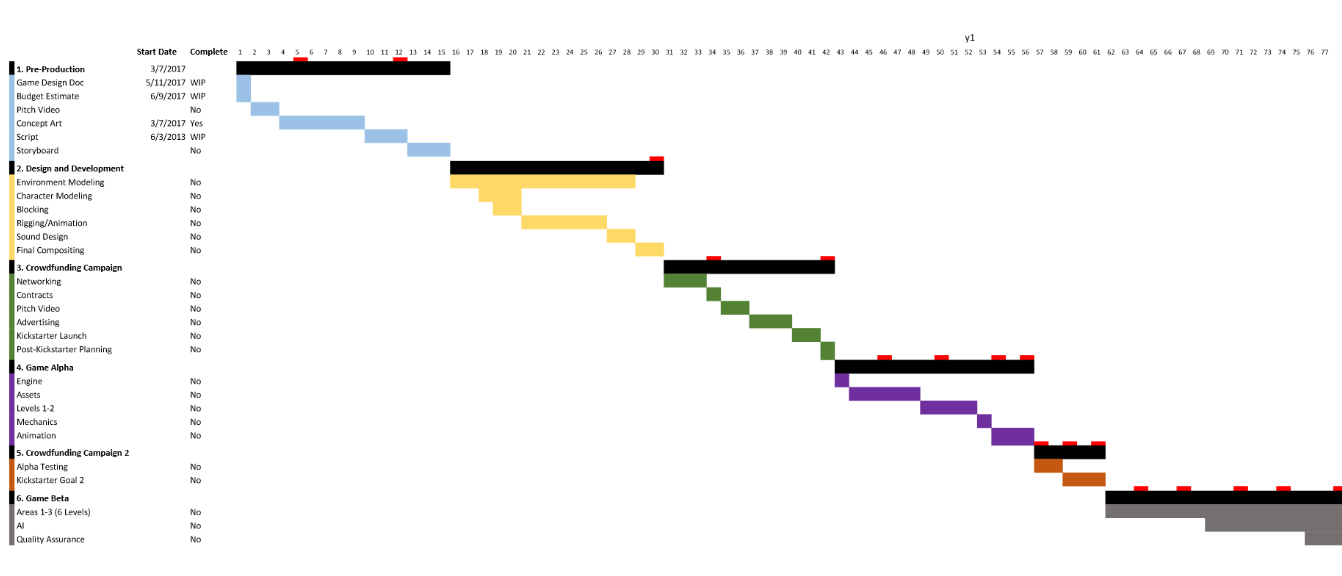 y1
Start Date Complete 1 2 3 4 5 6 7 8 9 10 11 12 13 14 15 16 17 18 19 20 21 22 23 24 25 26 27 28 29 30 31 32 33 34 35 36 37 38 39 40 41 42 43 44 45 46 47 48 49 50 51 52 53 54 55 56 57 58 59 60 61 62 63 64 65 66 67 68 69 70 71 72 73 74 75 76 77
1. Pre-Production 3/7/2017
Game Design Doc 5/11/2017 WIP
Budget Estimate 6/9/2017 WIP
Pitch Video No
Concept Art 3/7/2017 Yes
Script 6/3/2013 WIP
Storyboard No
2. Design and Development
Environment Modeling No
Character Modeling No
Blocking No
Rigging/Animation No
Sound Design No
Final Compositing No
3. Crowdfunding Campaign
Networking No
Contracts No
Pitch Video No
Advertising No
Kickstarter Launch No
Post-Kickstarter Planning No
4. Game Alpha
Engine No
Assets No
Levels 1-2 No
Mechanics No
Animation No
5. Crowdfunding Campaign 2
Alpha Testing No
Kickstarter Goal 2 No
6. Game Beta
Areas 1-3 (6 Levels) No
AI No
Quality Assurance No